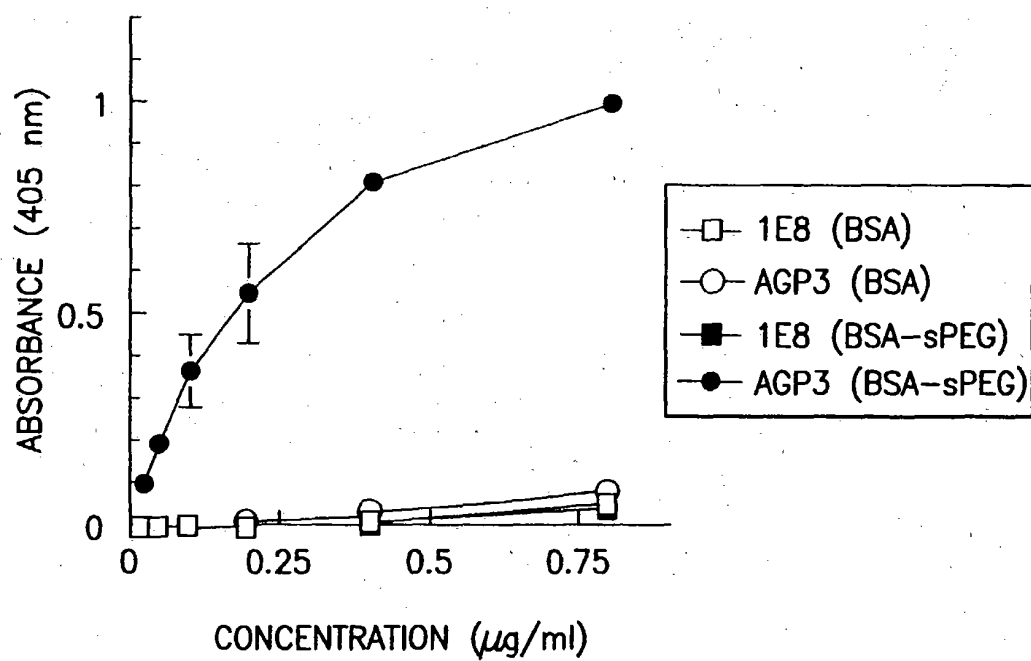 ABSORBANCE (405 nm)
1
0.5
0
0
0.25
0.5
0.75
CONCENTRATION (μg/ml)
1E8 (BSA)
AGP3 (BSA)
1E8 (BSA-sPEG)
AGP3 (BSA-sPEG)